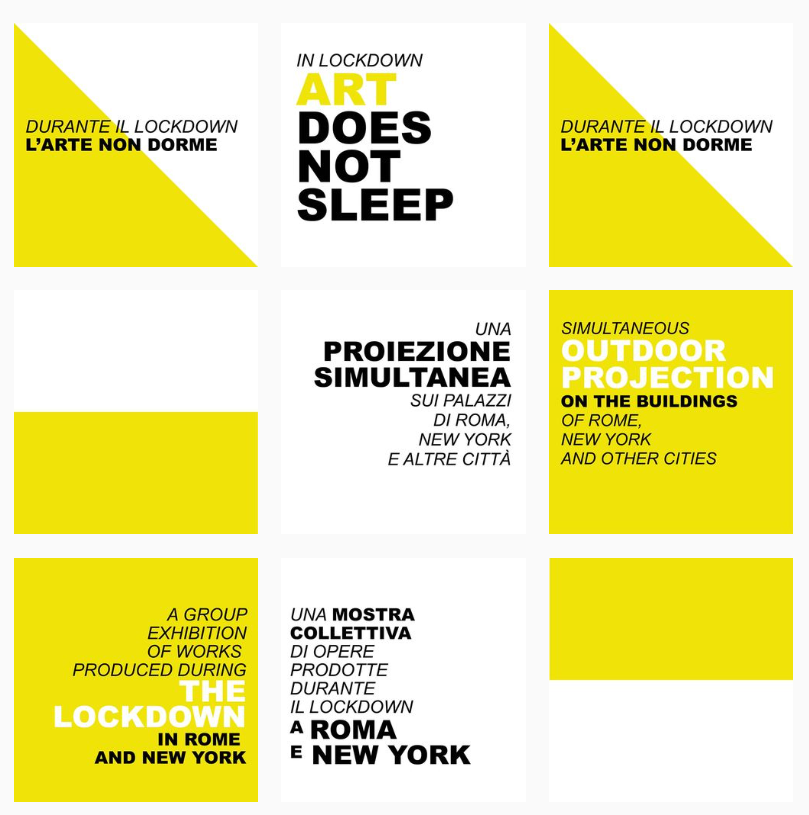 DURANTE IL LOCKDOWN
L'ARTE NON DORME
IN LOCKDOWN
ART
DOES
NOT
SLEEP
DURANTE IL LOCKDOWN
L'ARTE NON DORME
UNA
PROIEZIONE
SIMULTANEA
SUI PALAZZI
DI ROMA,
NEW YORK
E ALTRE CITTÀ
SIMULTANEOUS
OUTDOOR
PROJECTION
ON THE BUILDINGS
OF ROME,
NEW YORK
AND OTHER CITIES
A GROUP
EXHIBITION
OF WORKS
PRODUCED DURING
THE
LOCKDOWN
IN ROME
AND NEW YORK
UNA MOSTRA
COLLETTIVA
DI OPERE
PRODOTTE
DURANTE
IL LOCKDOWN
A ROMA
E NEW YORK